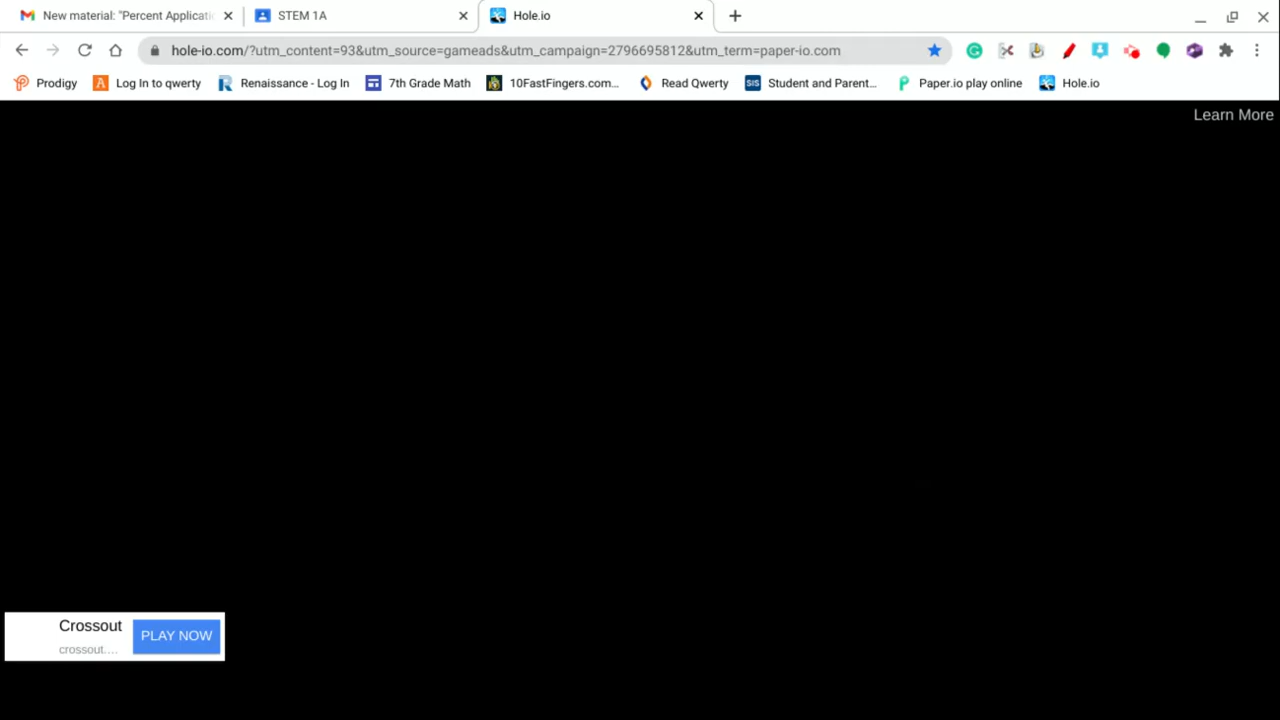 New material: "Percent Applicati
STEM 1A
Hole.io
hole-io.com/?utm_content=93&utm_source=gameads&utm_campaign=2796695812&utm_term=paper-io.com
Prodigy
Log In to qwerty
Renaissance - Log In
7th Grade Math
10FastFingers.com...
Read Qwerty
SIS
Student and Parent...
Paper.io play online
Hole.io
Learn More
Crossout
PLAY NOW
crossout....